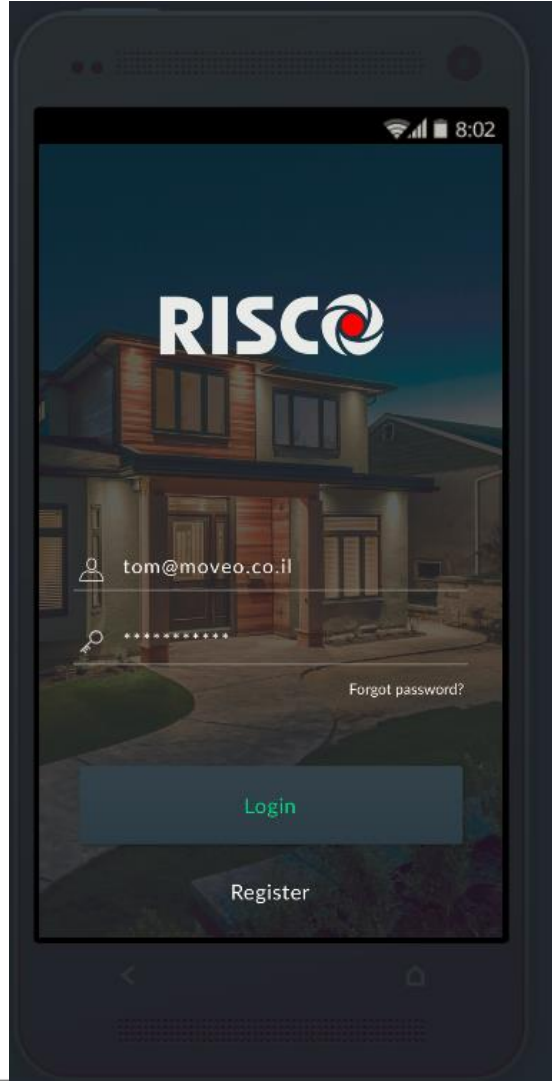 8:02
RISCO
tom@moveo.co.il
***********
Forgot password?
Login
Register